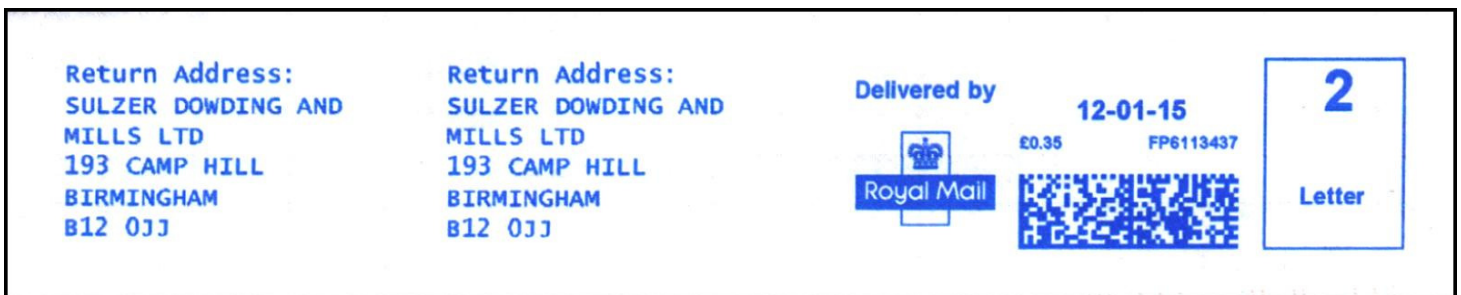 Return Address:
SULZER DOWDING AND
MILLS LTD
193 CAMP HILL
BIRMINGHAM
B12 0JJ
Return Address:
SULZER DOWDING AND
MILLS LTD
193 CAMP HILL
BIRMINGHAM
B12 0JJ
Delivered by
Royal Mail
12-01-15
£0.35 FP6113437
2
Letter